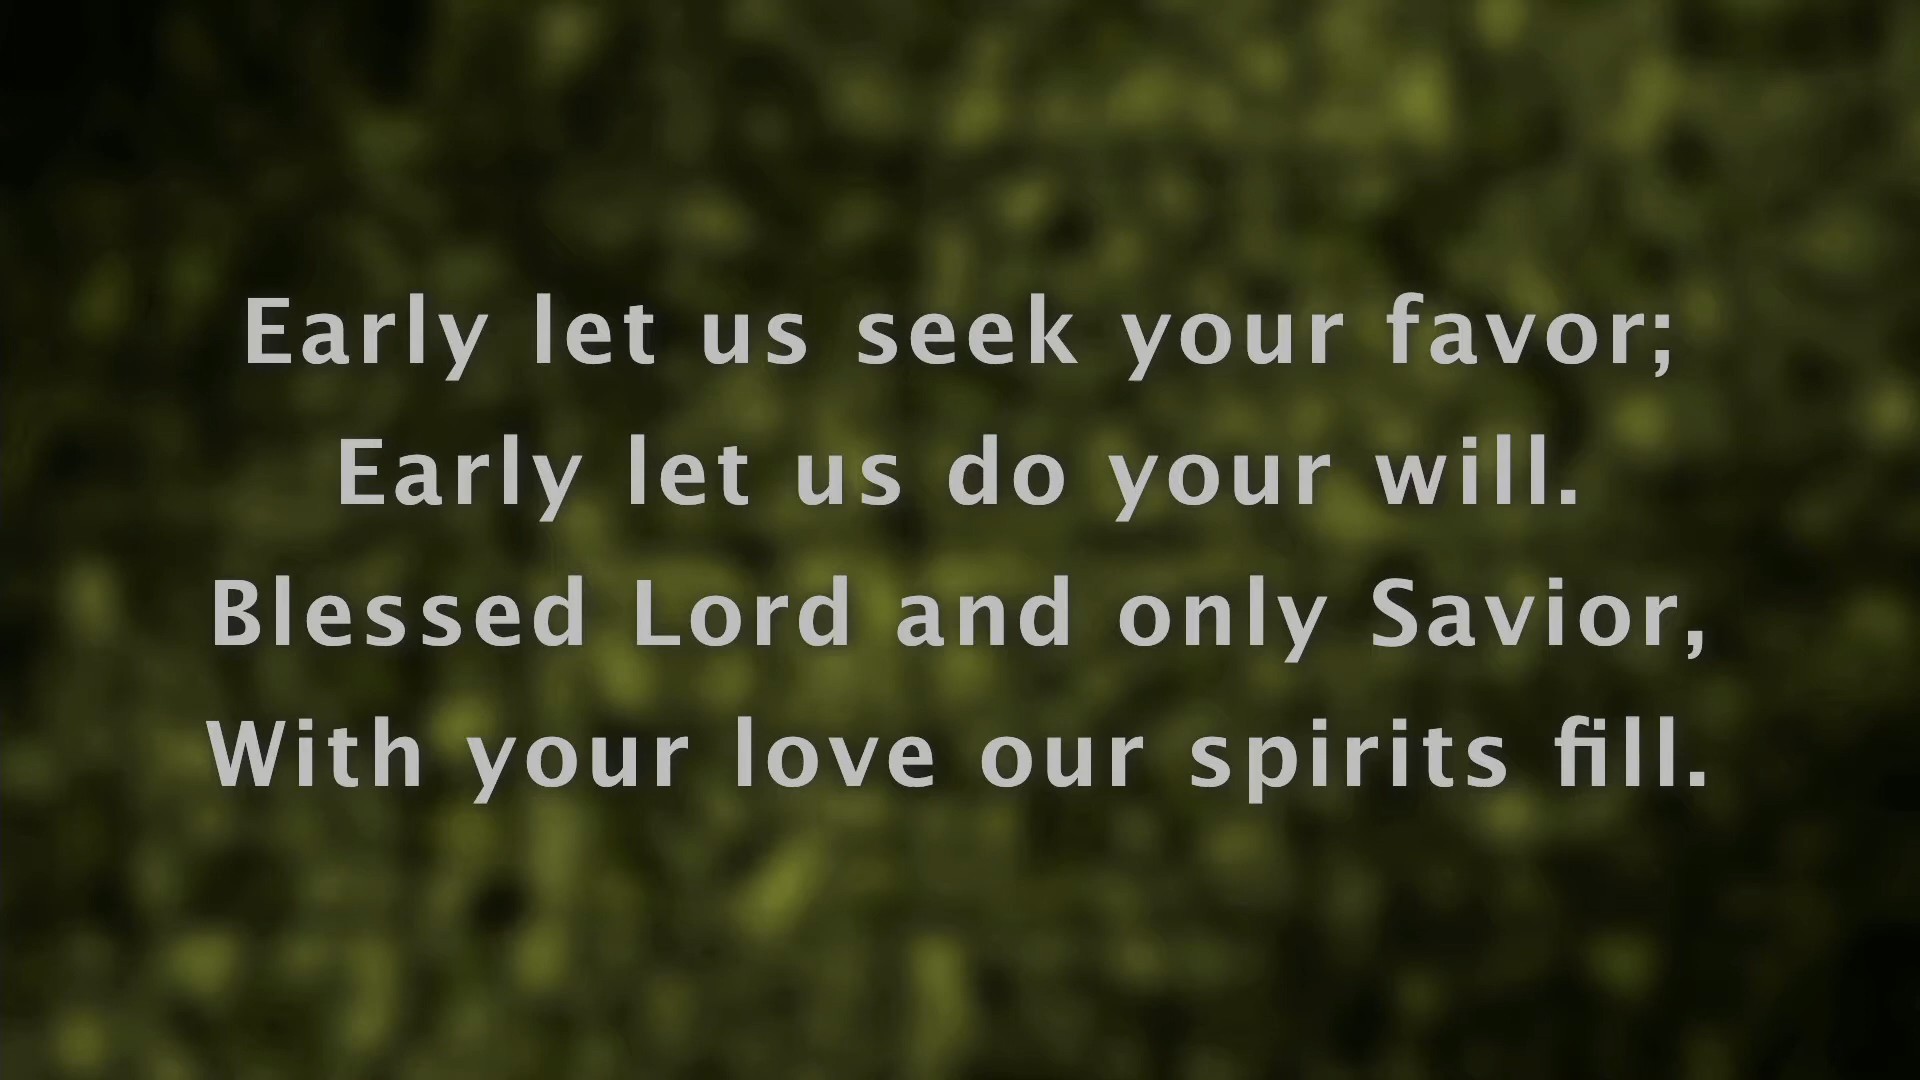 Early let us seek your favor;
Early let us do your will.
Blessed Lord and only Savior,
With your love our spirits fill.